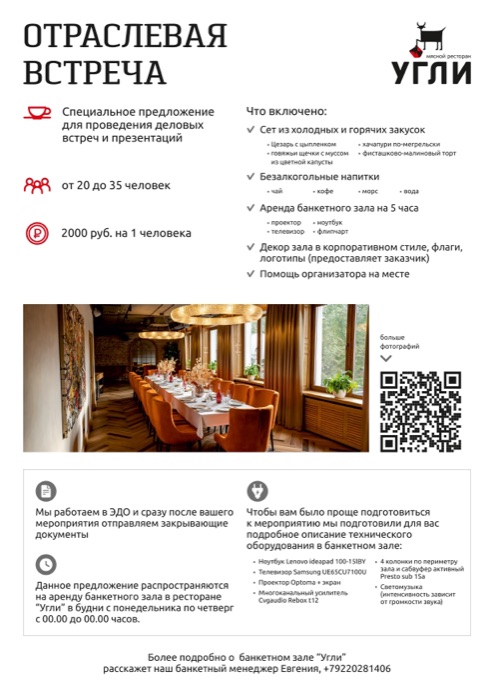 ОТРАСЛЕВАЯ
ВСТРЕЧА
мясной ресторан
УГЛИ
Специальное предложение
для проведения деловых
встреч и презентаций
от 20 до 35 человек
2000 руб. на 1 человека
Что включено:
Сет из холодных и горячих закусок
• Цезарь с цыпленком
• говяжьи щечки с муссом
из цветной капусты
• хачапури по-мегрельски
• фисташково-малиновый торт
Безалкогольные напитки
• чай • кофе • морс • вода
Аренда банкетного зала на 5 часа
• проектор • ноутбук
• телевизор • флипчарт
Декор зала в корпоративном стиле, флаги,
логотипы (предоставляет заказчик)
Помощь организатора на месте
больше
фотографий
Мы работаем в ЭДО и сразу после вашего
мероприятия отправляем закрывающие
документы
Данное предложение распространяются
на аренду банкетного зала в ресторане
“Угли” в будни с понедельника по четверг
с 00.00 до 00.00 часов.
Чтобы вам было проще подготовиться
к мероприятию мы подготовили для вас
подробное описание технического
оборудования в банкетном зале:
• Ноутбук Lenovo ideapad 100-15IBY
• Телевизор Samsung UE65CU7100U
• Проектор Optoma + экран
• Многоканальный усилитель
Cvgaudio Rebox t12
• 4 колонки по периметру
зала и сабвуфер активный
Presto sub 15a
• Светомузыка
(интенсивность зависит
от громкости звука)
Более подробно о банкетном зале “Угли”
расскажет наш банкетный менеджер Евгения, +79220281406